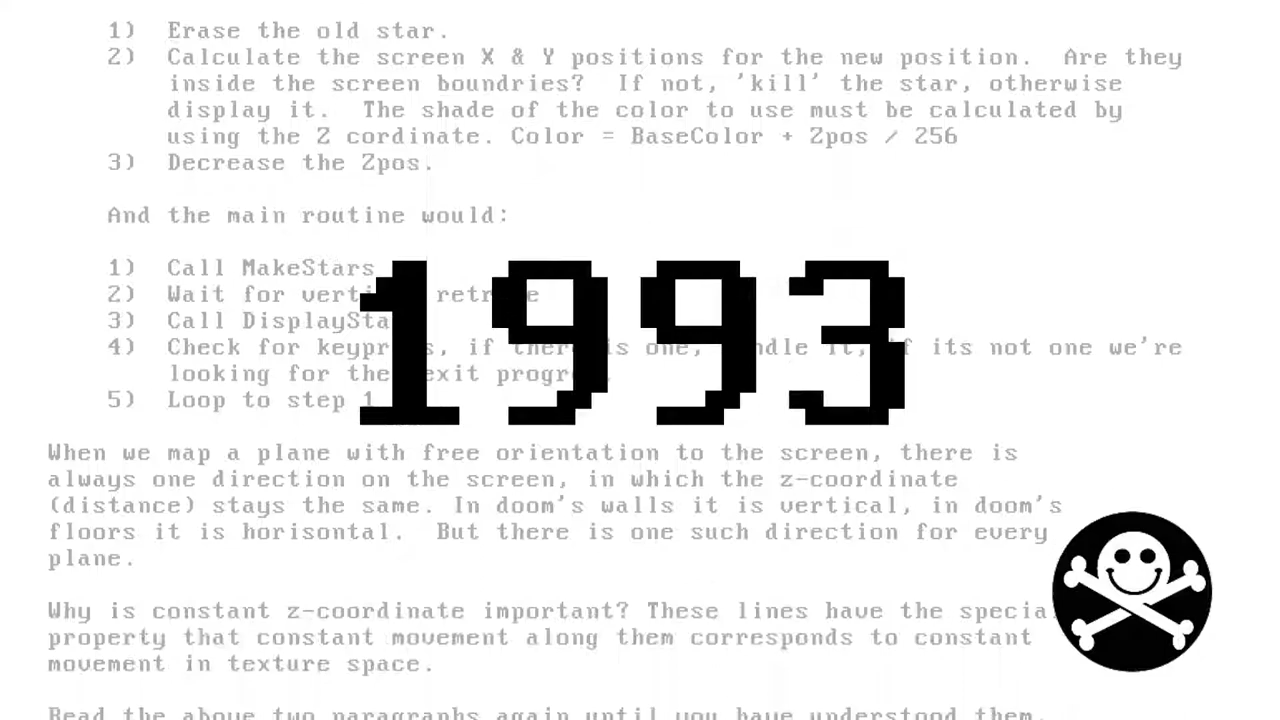 1) Erase the old star.
2) Calculate the screen X & Y positions for the new position. Are they
inside the screen boundries? If not, 'kill' the star, otherwise
display it. The shade of the color to use must be calculated by
using the Z cordinate. Color = BaseColor + Zpos / 256
3) Decrease the Zpos.
And the main routine would:
1) Call MakeStars
2) Wait for
3) Call
4) Check for if is one, if its not one we're
looking for the exit
5) Loop to step 1
1993
When we map a plane with free orientation to the screen, there is
always one direction on the screen, in which the z-coordinate
(distance) stays the same. In doom's walls it is vertical, in doom's
floors it is horisontal. But there is one such direction for every
plane.
Why is constant z-coordinate important? These lines have the special
property that constant movement along them corresponds to constant
movement in texture space.
Read the above two paragraphs again until you have understood them.